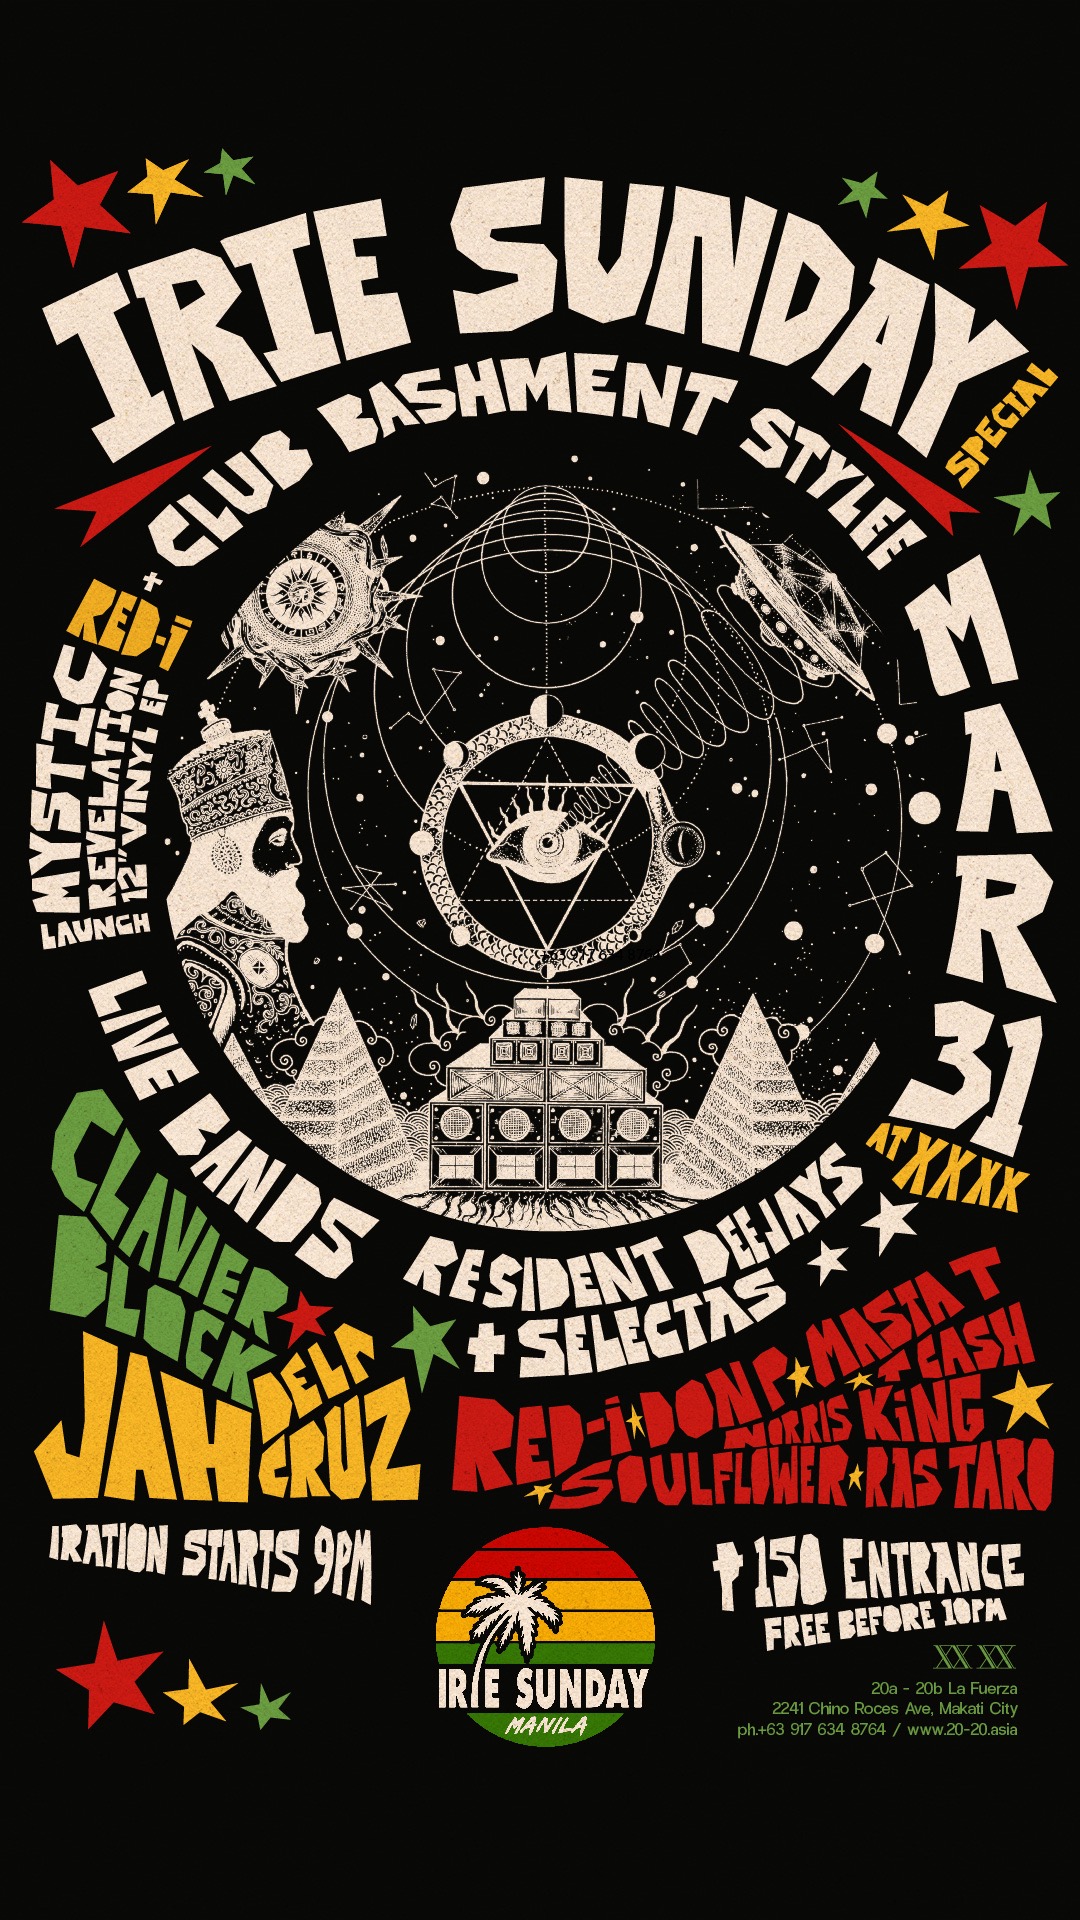 IRIE SUNDAY
SPECIAL
CLUB BASHMENT STYLEE
+ RED-i
MYSTIC
REVELATION
12" VINYL EP
LAUNCH
MAR 31
AT XXXX
LIVE BANDS
CLAVIER
BLOCK
JAH DELA
CRUZ
RESIDENT DEEJAYS
+ SELECTAS
RED-i DON P MASIA T
T CASH
NORRIS KiNG
SOULFLOWER RAS TARO
IRATION STARTS 9PM
IRIE SUNDAY
MANILA
150 ENTRANCE
FREE BEFORE 10PM
XX XX
20a - 20b La Fuerza
2241 Chino Roces Ave, Makati City
ph.+63 917 634 8764 / www.20-20.asia